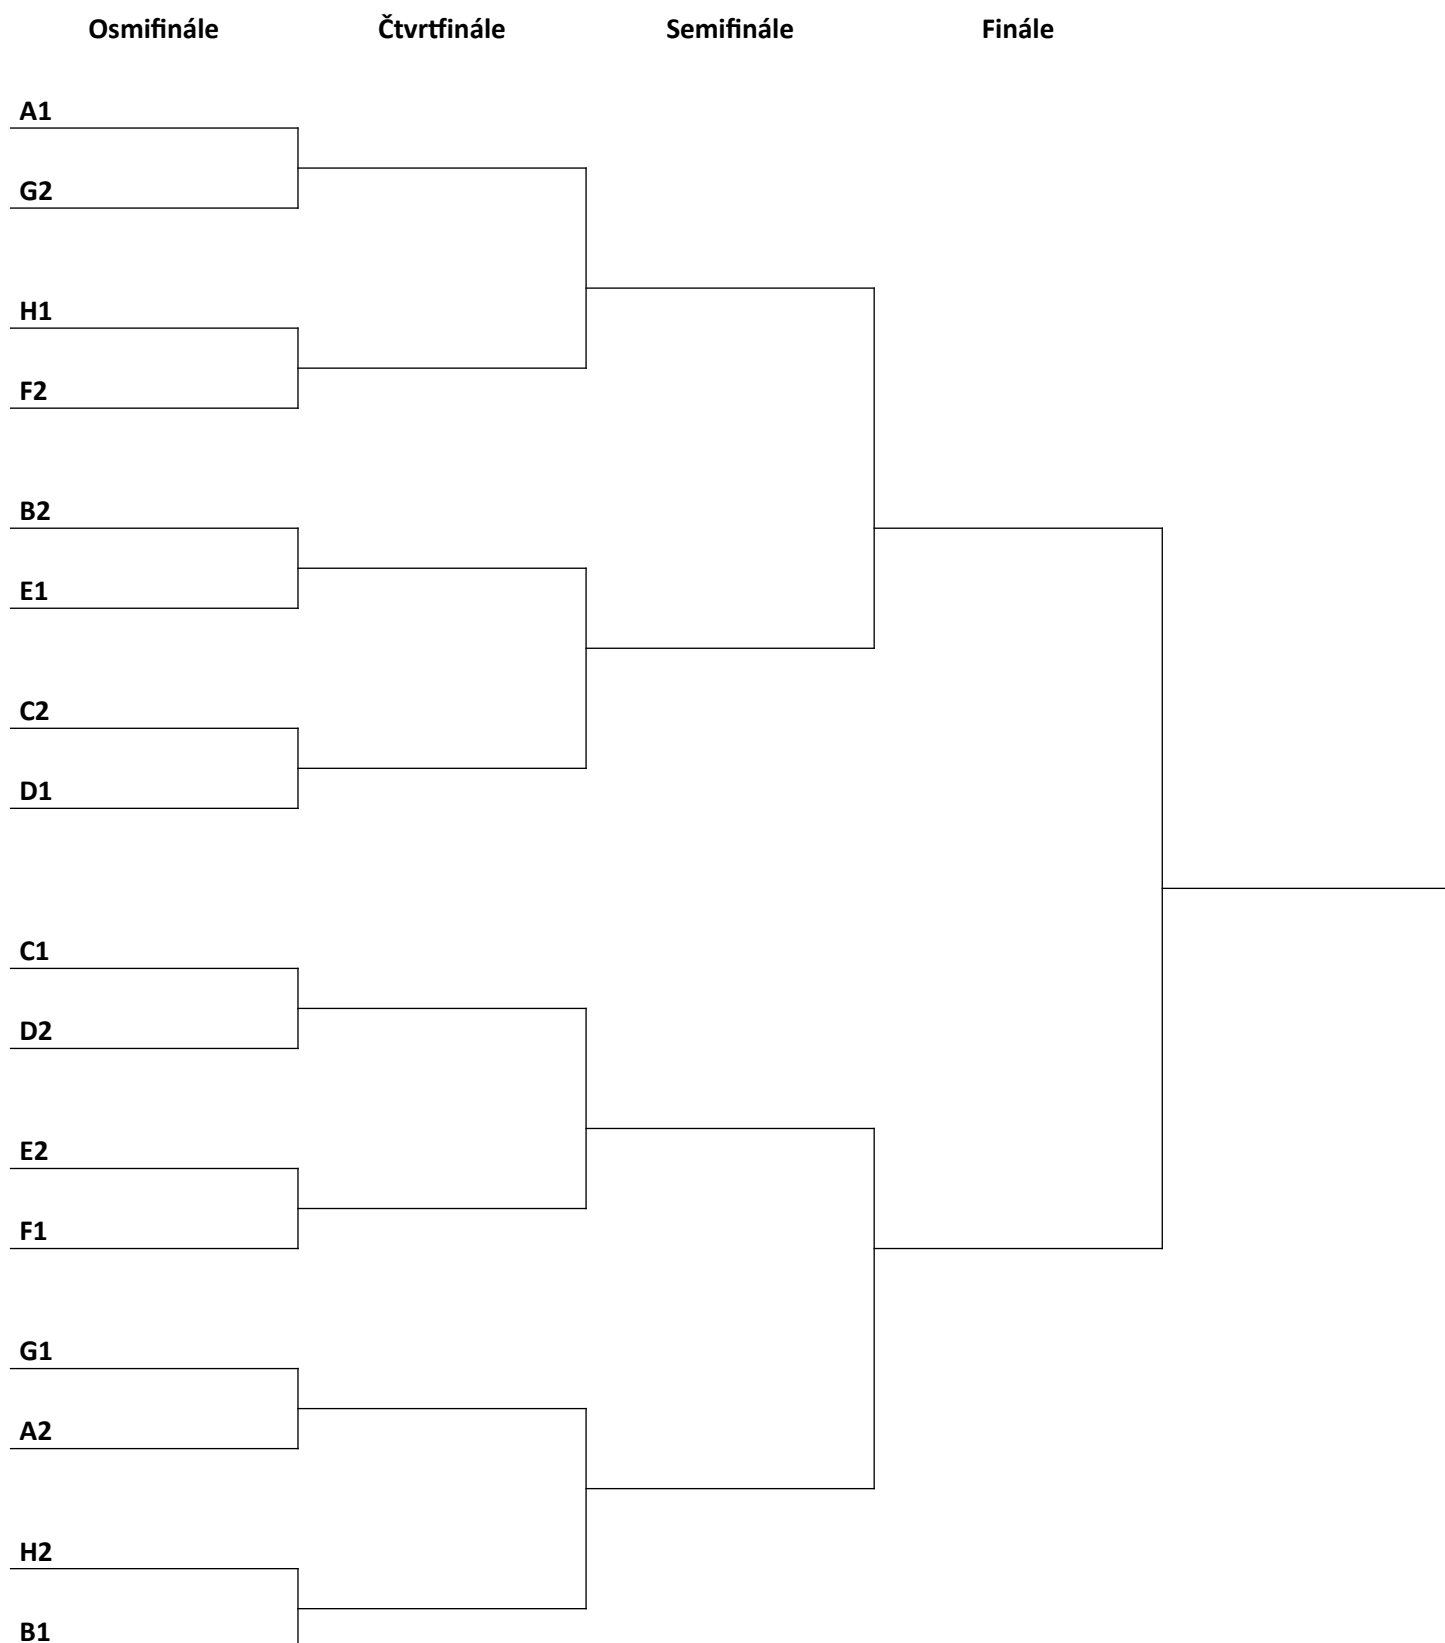 Osmifinále Čtvrtfinále Semifinále Finále
A1
G2
H1
F2
B2
E1
C2
D1
C1
D2
E2
F1
G1
A2
H2
B1